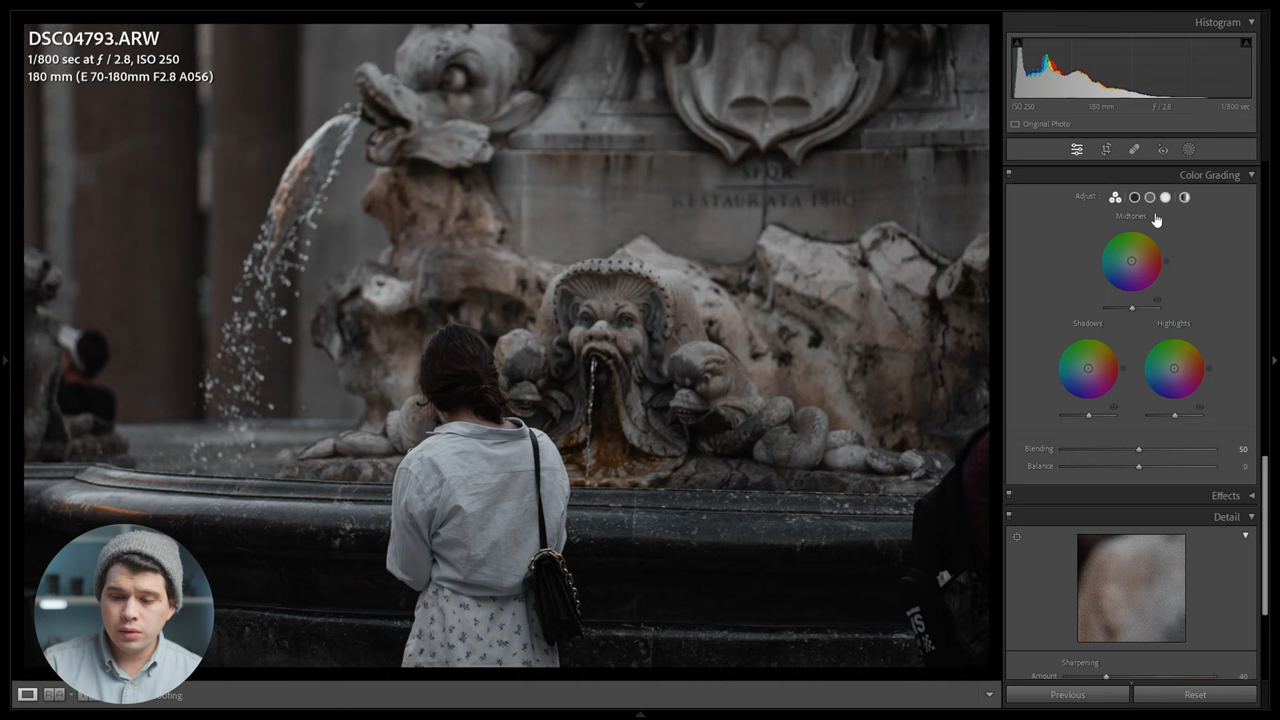 DSC04793.ARW
1/800 sec at ƒ / 2.8, ISO 250
180 mm (E 70-180mm F2.8 A056)
SPQR
RESTAURATA 1880
Histogram
ISO 250 180 mm ƒ / 2.8 1/800 sec
Original Photo
Color Grading
Adjust :
Midtones
Shadows Highlights
Blending 50
Balance 0
Effects
Detail
Sharpening
Amount 40
Previous Reset